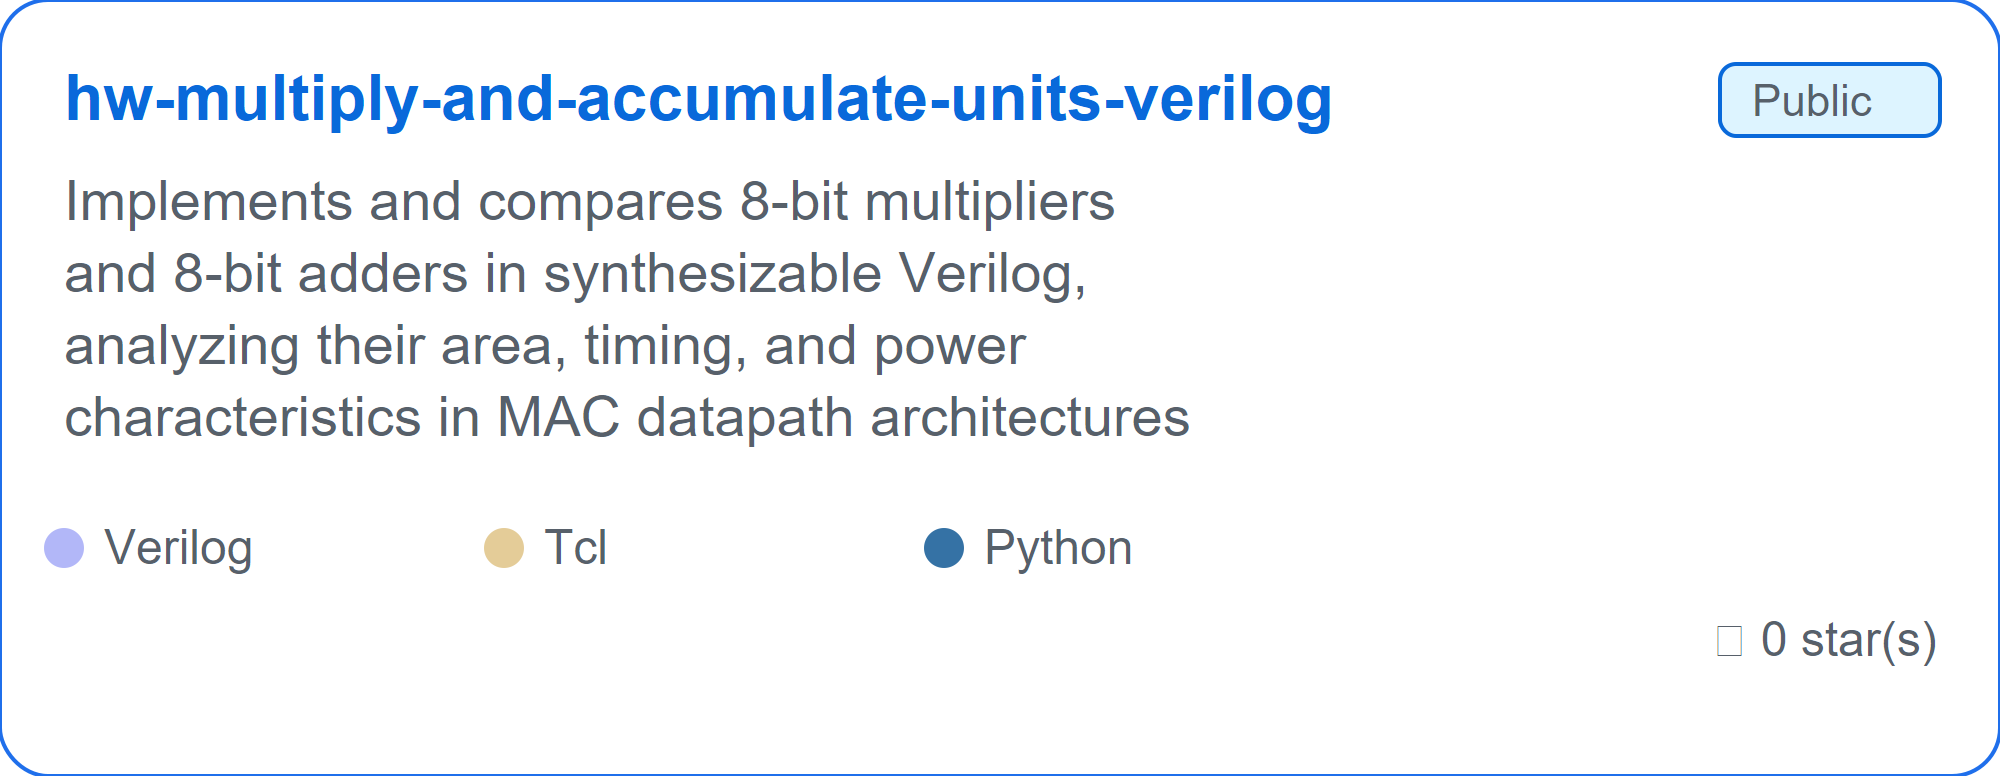 hw-multiply-and-accumulate-units-verilog
Public
Implements and compares 8-bit multipliers
and 8-bit adders in synthesizable Verilog,
analyzing their area, timing, and power
characteristics in MAC datapath architectures
Verilog
Tcl
Python
0 star(s)